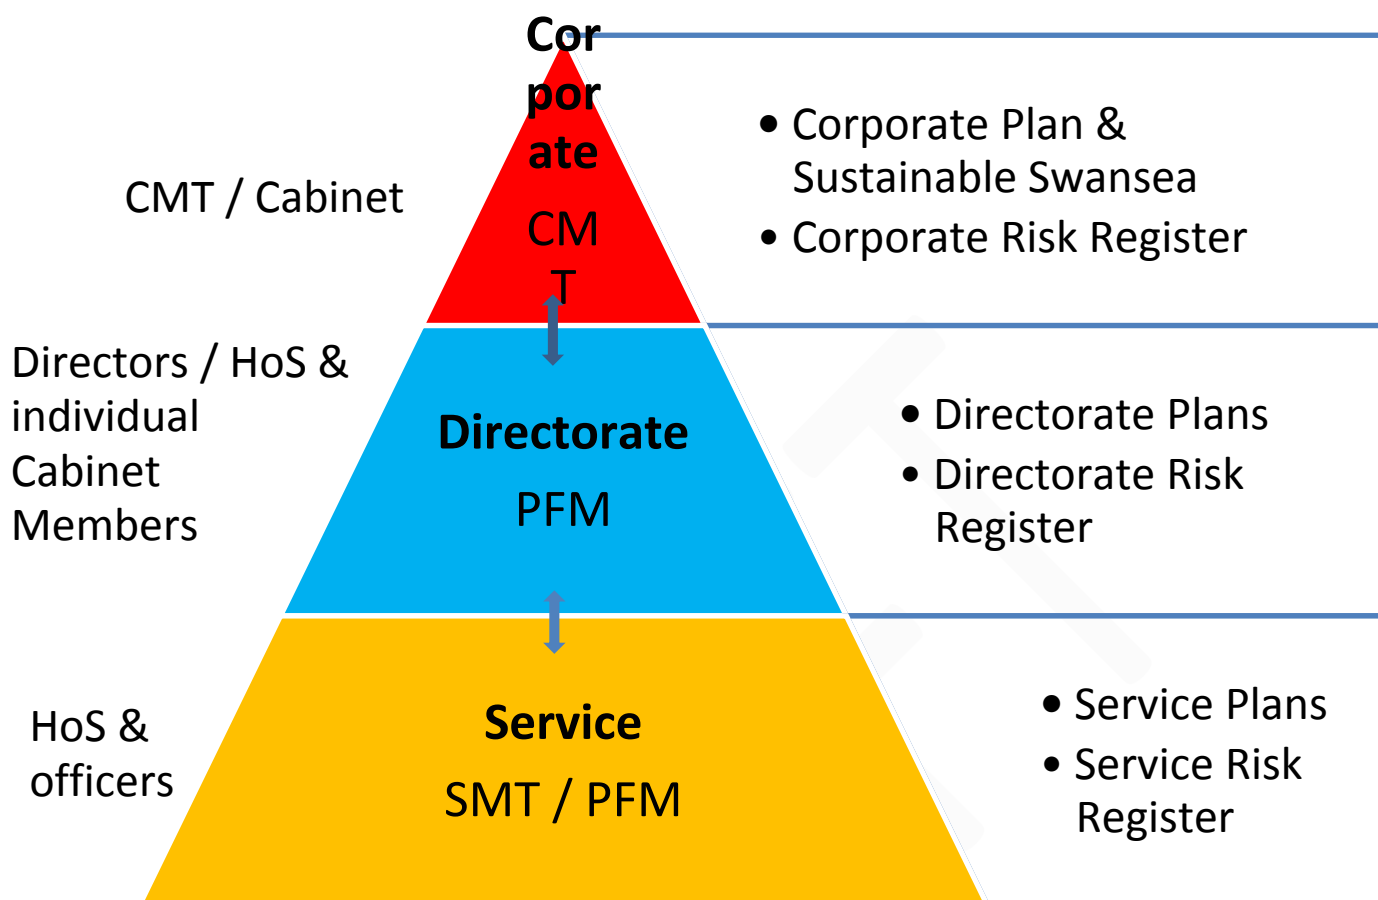 Cor
por
ate
CM
T
CMT / Cabinet
• Corporate Plan &
Sustainable Swansea
• Corporate Risk Register
Directors / HoS &
individual
Cabinet
Members
Directorate
PFM
• Directorate Plans
• Directorate Risk
Register
HoS &
officers
Service
SMT / PFM
• Service Plans
• Service Risk
Register